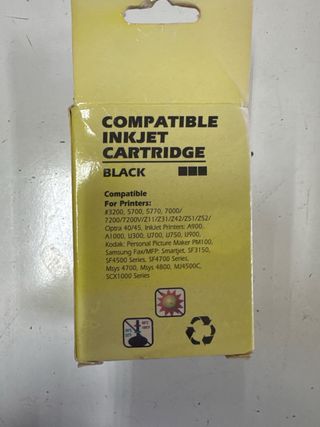 COMPATIBLE
INKJET
CARTRIDGE
BLACK
Compatible
For Printers:
#3200, 5700, 5770, 7000/
7200/7200V/Z11/Z31/Z42/Z51/Z52/
Optra 40/45, InkJet Printers: A900,
A1000, U300, U700, U750, U900,
Kodak: Personal Picture Maker PM100,
Samsung Fax/MFP: Smartjet, SF3150,
SF4500 Series. SF4700 Series,
Msys 4700, Msys 4800, MJ4500C,
SCX1000 Series